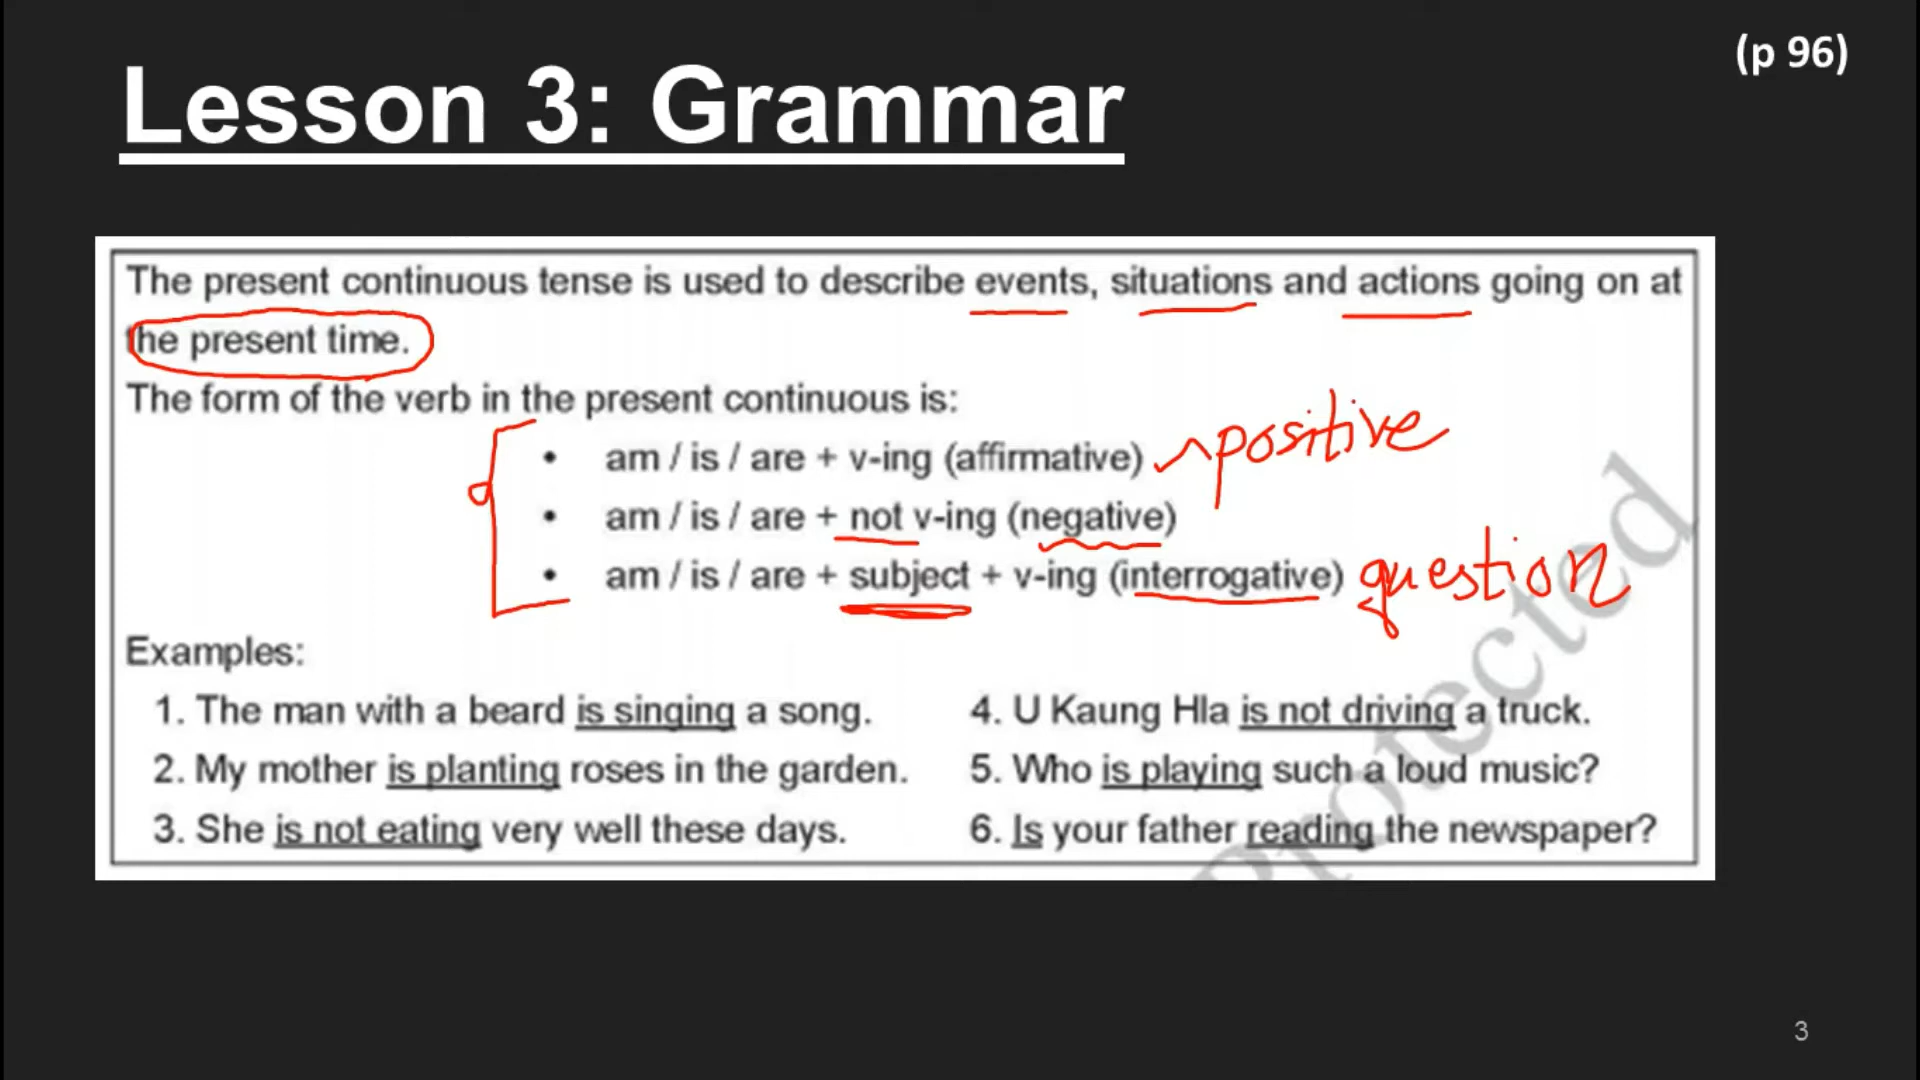 (p 96)
Lesson 3: Grammar
The present continuous tense is used to describe events, situations and actions going on at
the present time.
The form of the verb in the present continuous is:
• am / is / are + v-ing (affirmative) positive
• am / is / are + not v-ing (negative)
• am / is / are + subject + v-ing (interrogative) question
Examples:
1. The man with a beard is singing a song.
2. My mother is planting roses in the garden.
3. She is not eating very well these days.
4. U Kaung Hla is not driving a truck.
5. Who is playing such a loud music?
6. Is your father reading the newspaper?
Protected
3